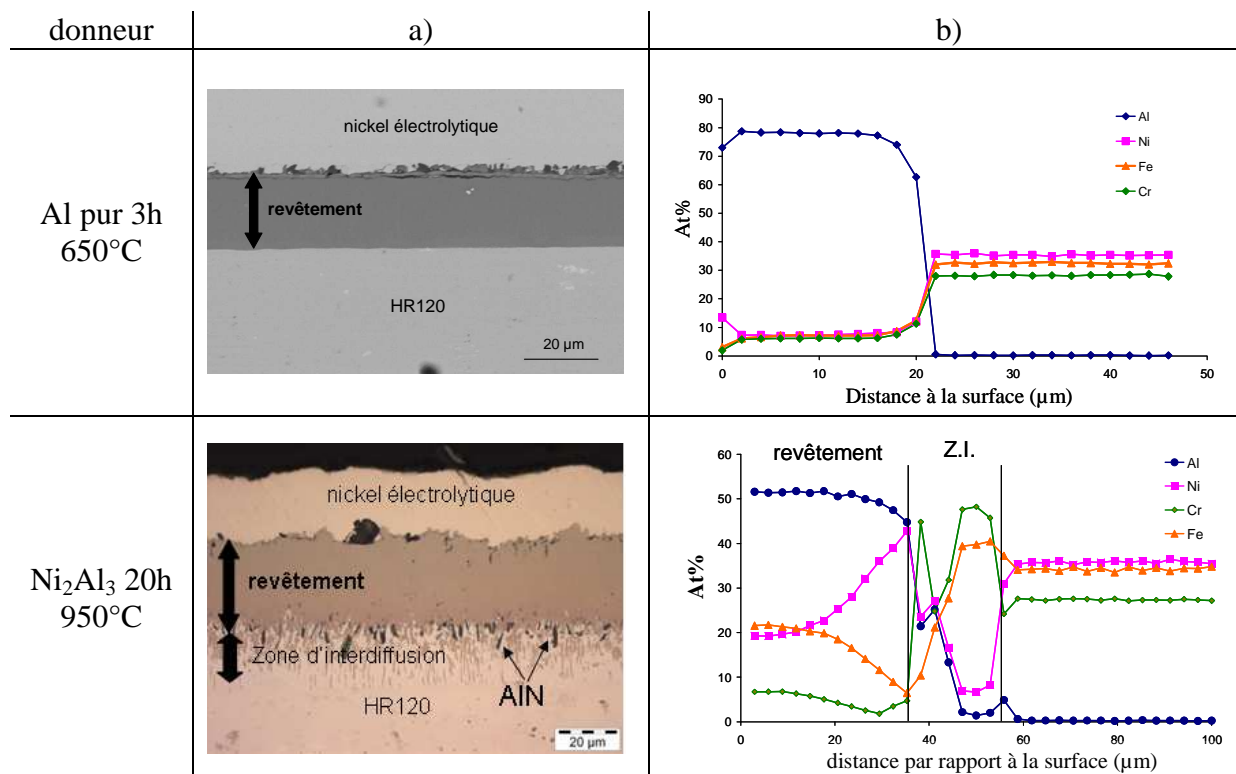 donneur
a)
b)
Al pur 3h
650°C
nickel électrolytique
revêtement
HR120
20 µm
At%
90
80
70
60
50
40
30
20
10
0
0 10 20 30 40 50
Distance à la surface (µm)
Al
Ni
Fe
Cr
Ni2Al3 20h
950°C
nickel électrolytique
revêtement
Zone d'interdiffusion
AlN
HR120
20 µm
revêtement
Z.I.
At%
60
50
40
30
20
10
0
0 20 40 60 80 100
distance par rapport à la surface (µm)
Al
Ni
Cr
Fe